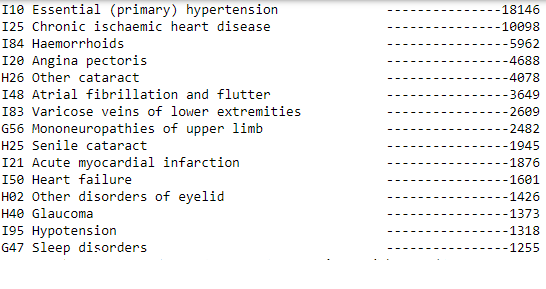 I10 Essential (primary) hypertension ---------------18146
I25 Chronic ischaemic heart disease ---------------10098
I84 Haemorrhoids ----------------5962
I20 Angina pectoris ----------------4688
H26 Other cataract ----------------4078
I48 Atrial fibrillation and flutter ----------------3649
I83 Varicose veins of lower extremities ----------------2609
G56 Mononeuropathies of upper limb ----------------2482
H25 Senile cataract ----------------1945
I21 Acute myocardial infarction ----------------1876
I50 Heart failure ----------------1601
H02 Other disorders of eyelid ----------------1426
H40 Glaucoma ----------------1373
I95 Hypotension ----------------1318
G47 Sleep disorders ----------------1255